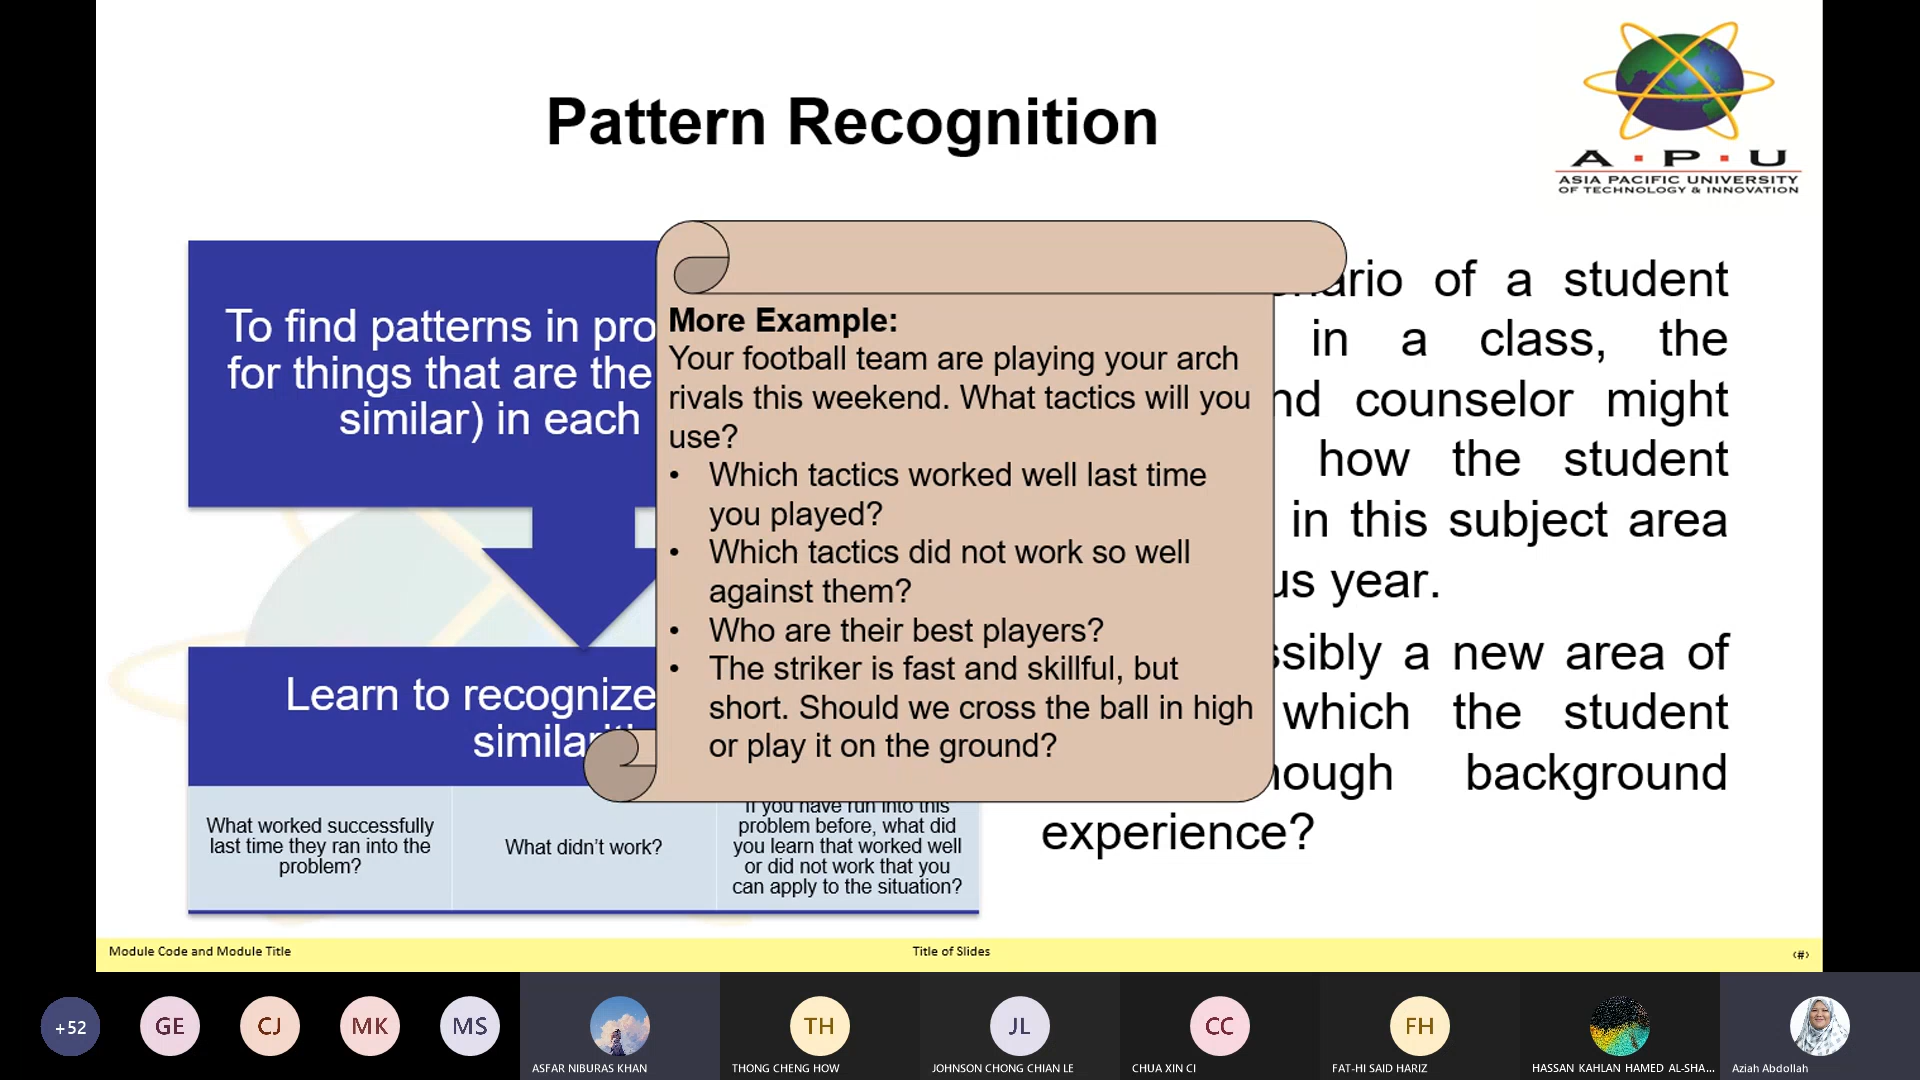 Pattern Recognition
A · P · U
ASIA PACIFIC UNIVERSITY
OF TECHNOLOGY & INNOVATION
To find patterns in
for things that are the
similar) in each
Learn to recognize
What worked successfully
last time they ran into the
problem?
What didn't work?
If you have run into this
problem before, what did
you learn that worked well
or did not work that you
can apply to the situation?
More Example:
Your football team are playing your arch
rivals this weekend. What tactics will you
use?
• Which tactics worked well last time
you played?
• Which tactics did not work so well
against them?
• Who are their best players?
• The striker is fast and skillful, but
short. Should we cross the ball in high
or play it on the ground?
of a student
in a class, the
counselor might
how the student
in this subject area
year.
a new area of
which the student
background
experience?
Module Code and Module Title
Title of Slides
‹#›
+52
GE
CJ
MK
MS
ASFAR NIBURAS KHAN
TH
THONG CHENG HOW
JL
JOHNSON CHONG CHIAN LE
CC
CHUA XIN CI
FH
FAT-HI SAID HARIZ
HASSAN KAHLAN HAMED AL-SHA...
Aziah Abdollah